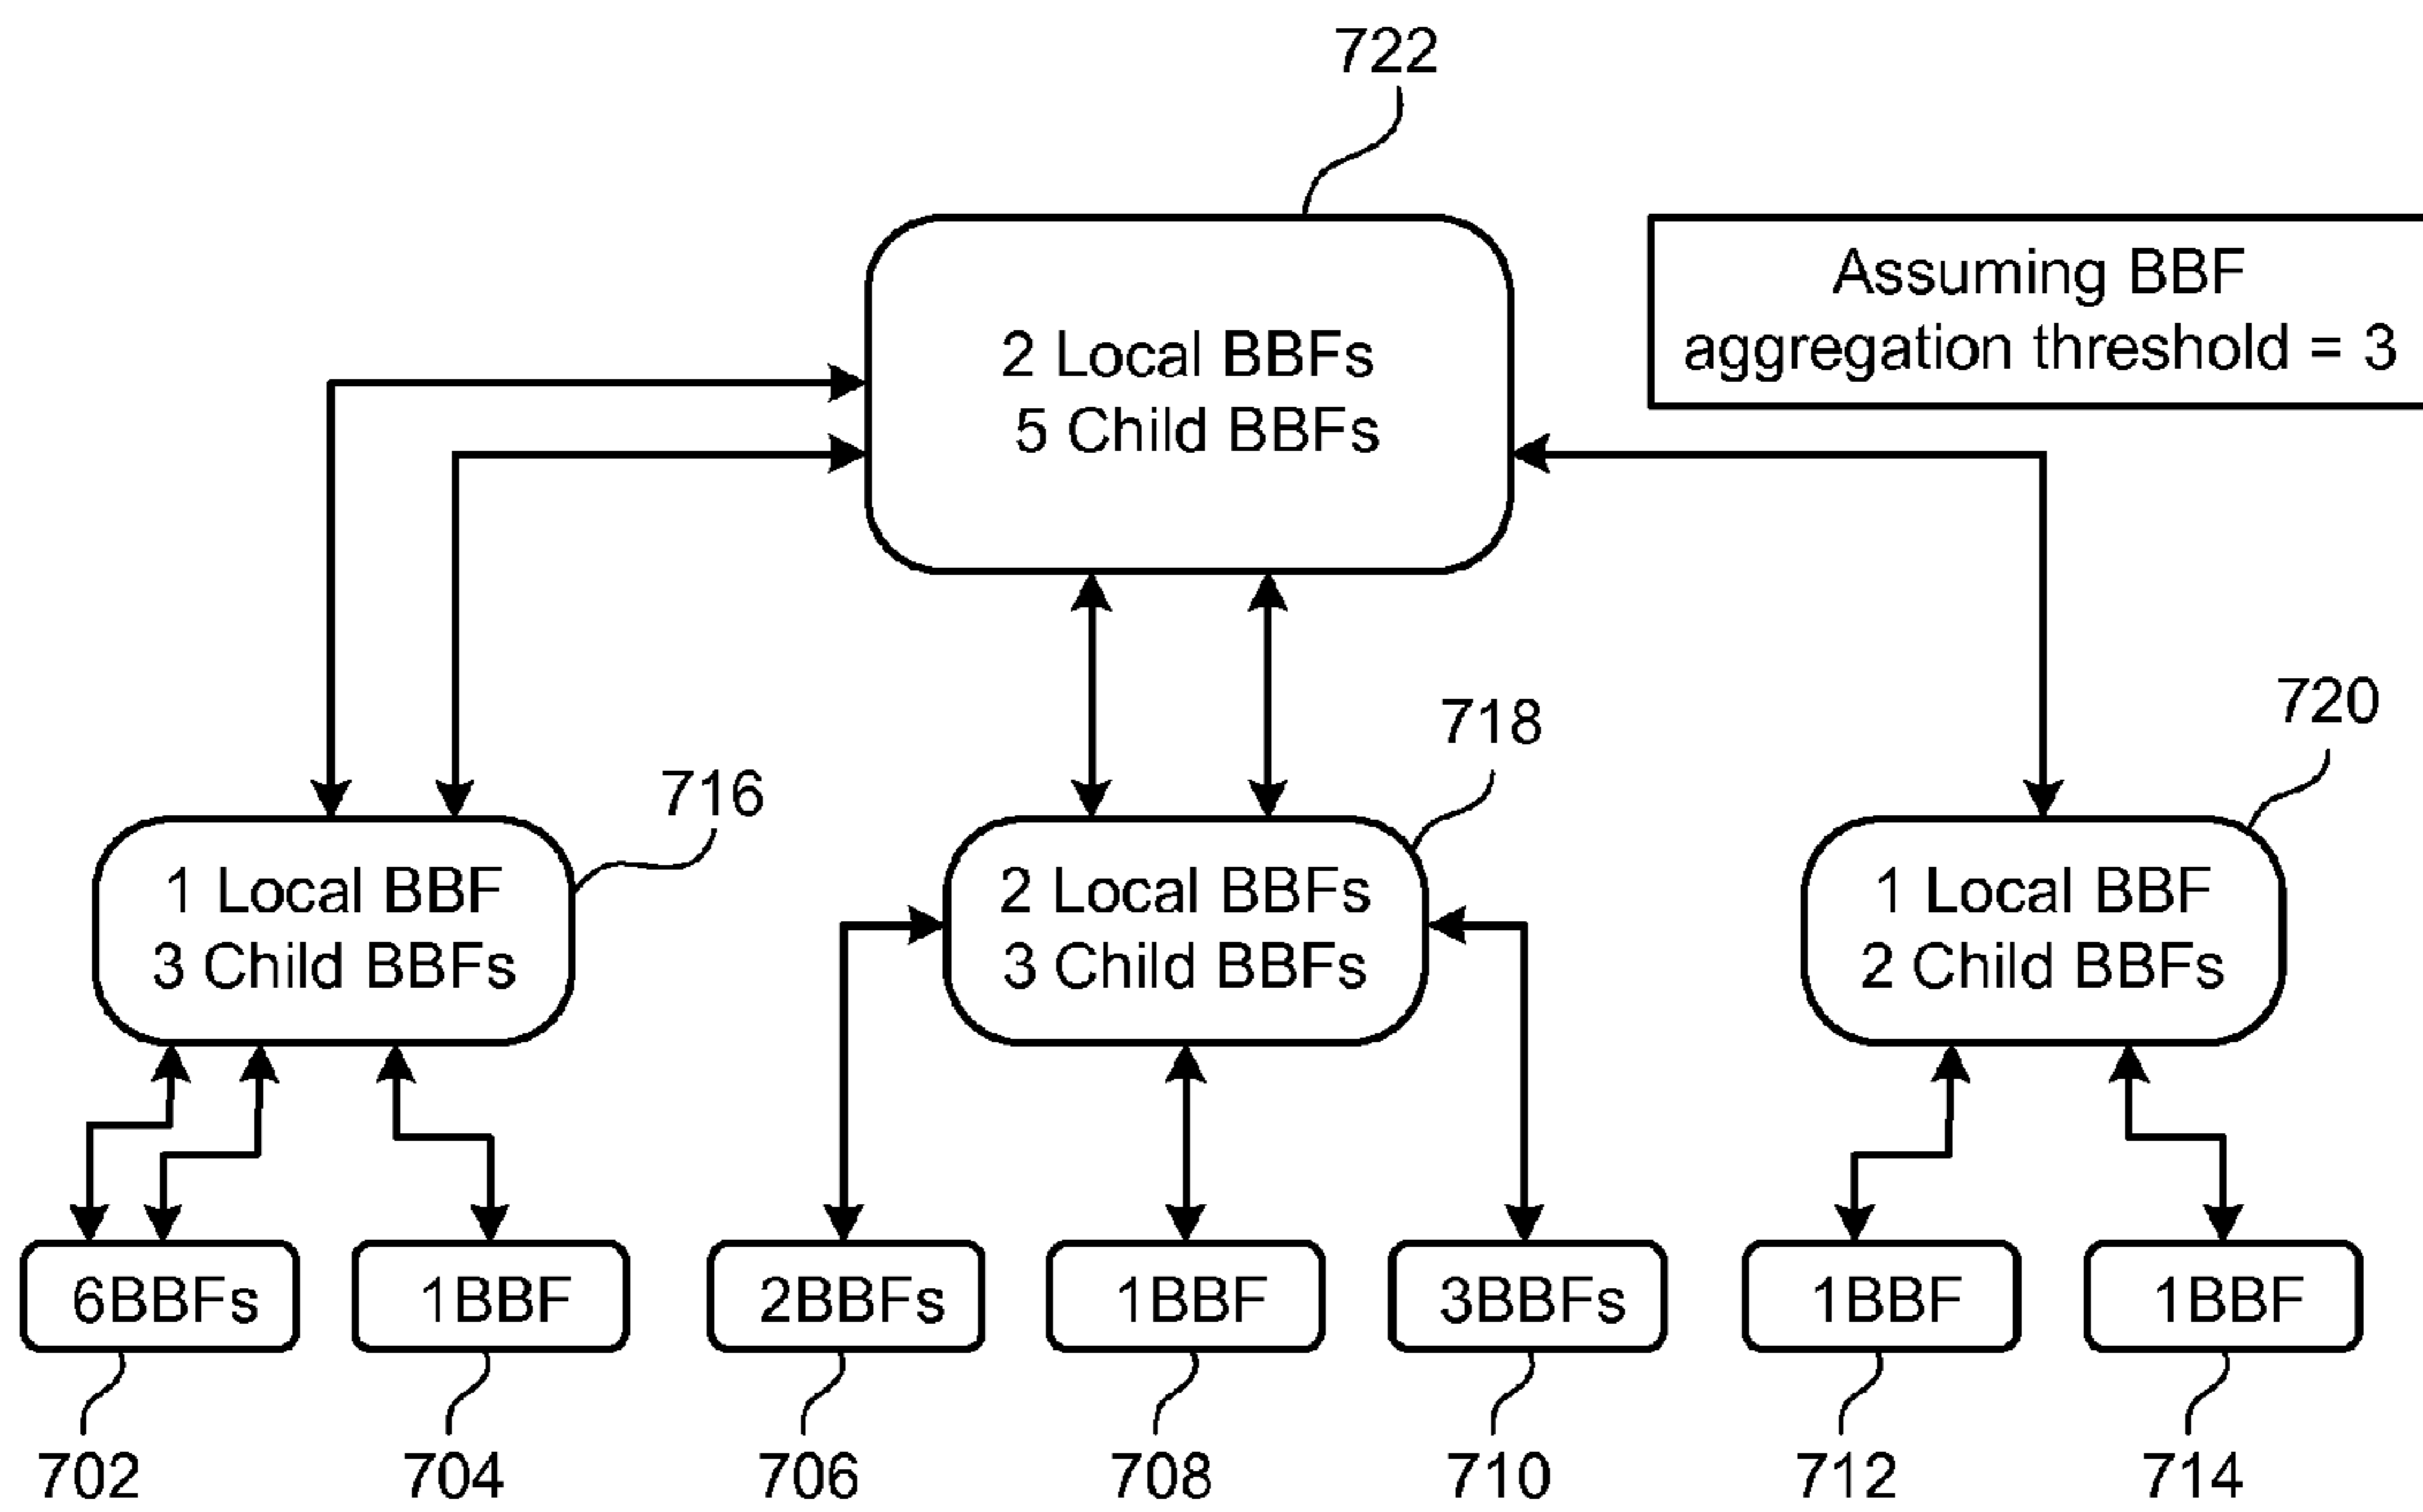 722
Assuming BBF
aggregation threshold = 3
2 Local BBFs
5 Child BBFs
718
720
716
1 Local BBF
3 Child BBFs
2 Local BBFs
3 Child BBFs
1 Local BBF
2 Child BBFs
6BBFs
1BBF
2BBFs
1BBF
3BBFs
1BBF
1BBF
702
704
706
708
710
712
714